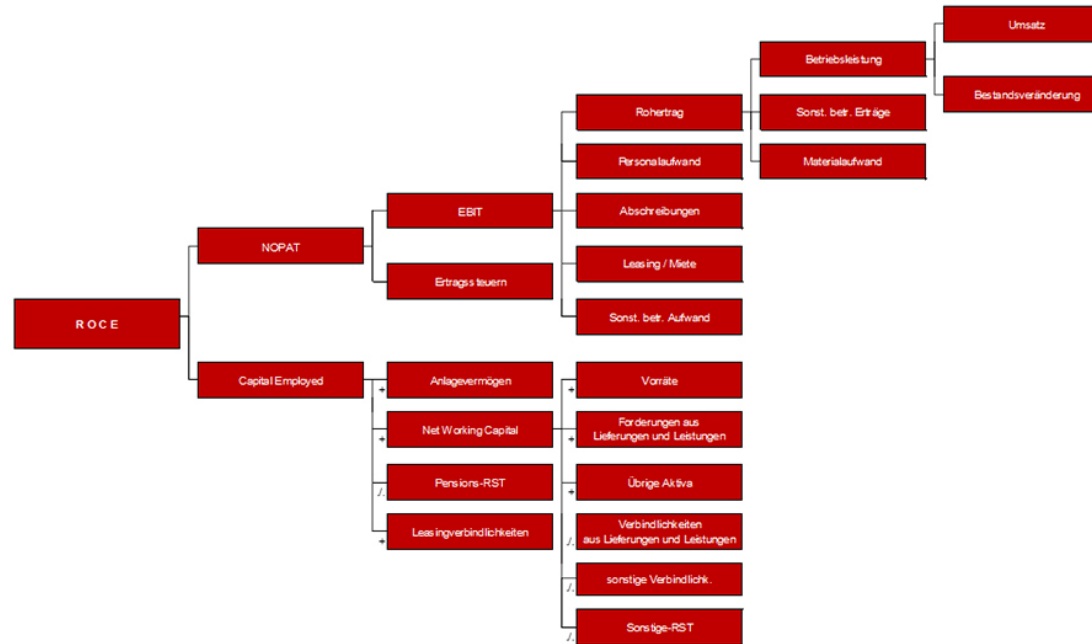 Umsatz
Betriebsleistung
Bestandsveränderung
Rohertrag
Sonst. betr. Erträge
Personalaufwand
Materialaufwand
EBIT
Abschreibungen
NOPAT
Leasing / Miete
Ertragssteuern
Sonst. betr. Aufwand
R O C E
Capital Employed
Anlagevermögen
+
Vorräte
+
Net Working Capital
+
Forderungen aus
Lieferungen und Leistungen
+
Pensions-RST
./.
Übrige Aktiva
+
Leasingverbindlichkeiten
+
Verbindlichkeiten
aus Lieferungen und Leistungen
./.
sonstige Verbindlichk.
./.
Sonstige-RST
./.